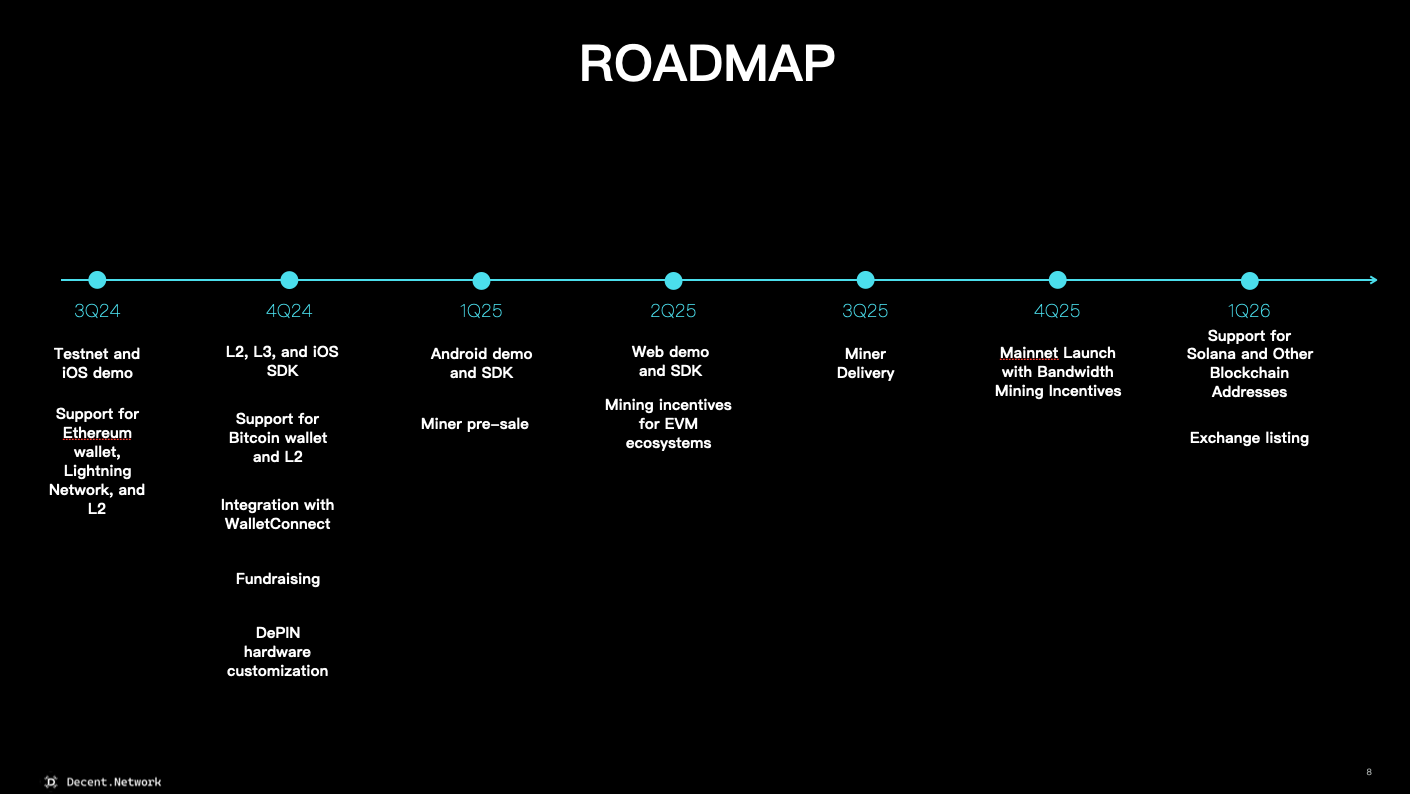 ROADMAP
3Q24
Testnet and
iOS demo
Support for
Ethereum
wallet,
Lightning
Network, and
L2
4Q24
L2, L3, and iOS
SDK
Support for
Bitcoin wallet
and L2
Integration with
WalletConnect
Fundraising
DePIN
hardware
customization
1Q25
Android demo
and SDK
Miner pre-sale
2Q25
Web demo
and SDK
Mining incentives
for EVM
ecosystems
3Q25
Miner
Delivery
4Q25
Mainnet Launch
with Bandwidth
Mining Incentives
1Q26
Support for
Solana and Other
Blockchain
Addresses
Exchange listing
Decent.Network
8